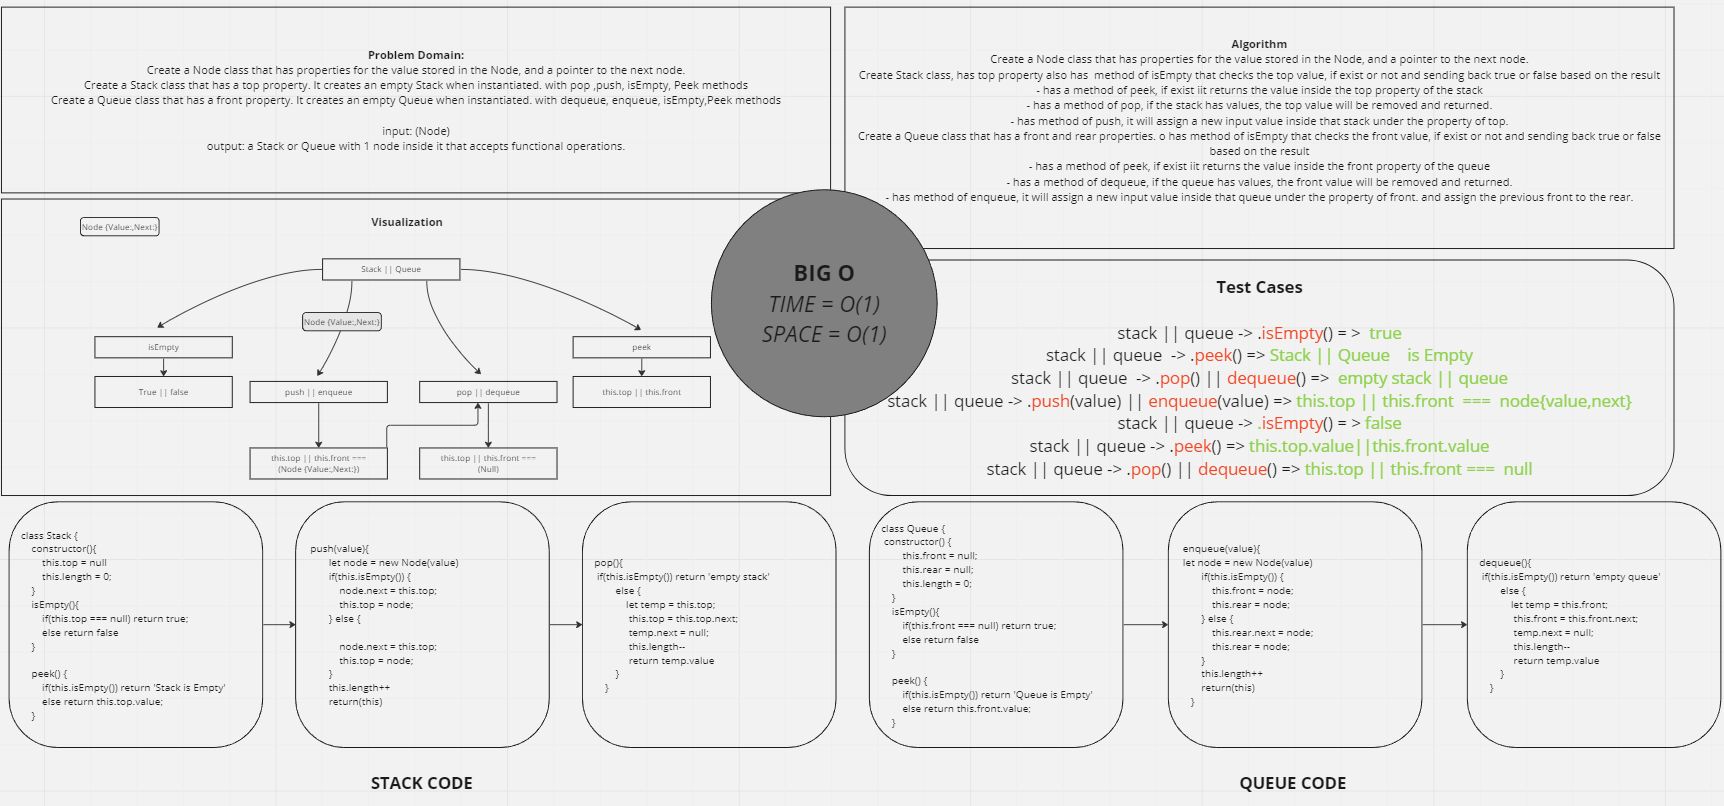 Problem Domain:
Create a Node class that has properties for the value stored in the Node, and a pointer to the next node.
Create a Stack class that has a top property. It creates an empty Stack when instantiated. with pop ,push, isEmpty, Peek methods
Create a Queue class that has a front property. It creates an empty Queue when instantiated. with dequeue, enqueue, isEmpty,Peek methods
input: (Node)
output: a Stack or Queue with 1 node inside it that accepts functional operations.
Algorithm
Create a Node class that has properties for the value stored in the Node, and a pointer to the next node.
Create Stack class, has top property also has method of isEmpty that checks the top value, if exist or not and sending back true or false based on the result
- has a method of peek, if exist iit returns the value inside the top property of the stack
- has a method of pop, if the stack has values, the top value will be removed and returned.
- has method of push, it will assign a new input value inside that stack under the property of top.
Create a Queue class that has a front and rear properties. o has method of isEmpty that checks the front value, if exist or not and sending back true or false
based on the result
- has a method of peek, if exist iit returns the value inside the front property of the queue
- has a method of dequeue, if the queue has values, the front value will be removed and returned.
- has method of enqueue, it will assign a new input value inside that queue under the property of front. and assign the previous front to the rear.
Visualization
Node {Value:,Next:}
Stack || Queue
Node {Value:,Next:}
isEmpty
peek
True || false
push || enqueue
pop || dequeue
this.top || this.front
this.top || this.front ===
(Node {Value:,Next:})
this.top || this.front ===
(Null)
BIG O
TIME = O(1)
SPACE = O(1)
Test Cases
stack || queue -> .isEmpty() = > true
stack || queue -> .peek() => Stack || Queue is Empty
stack || queue -> .pop() || dequeue() => empty stack || queue
stack || queue -> .push(value) || enqueue(value) => this.top || this.front === node{value,next}
stack || queue -> .isEmpty() = > false
stack || queue -> .peek() => this.top.value||this.front.value
stack || queue -> .pop() || dequeue() => this.top || this.front === null
class Stack {
constructor(){
this.top = null
this.length = 0;
}
isEmpty(){
if(this.top === null) return true;
else return false
}
peek() {
if(this.isEmpty()) return 'Stack is Empty'
else return this.top.value;
}
push(value){
let node = new Node(value)
if(this.isEmpty()) {
node.next = this.top;
this.top = node;
} else {
node.next = this.top;
this.top = node;
}
this.length++
return(this)
pop(){
if(this.isEmpty()) return 'empty stack'
else {
let temp = this.top;
this.top = this.top.next;
temp.next = null;
this.length--
return temp.value
}
}
class Queue {
constructor() {
this.front = null;
this.rear = null;
this.length = 0;
}
isEmpty(){
if(this.front === null) return true;
else return false
}
peek() {
if(this.isEmpty()) return 'Queue is Empty'
else return this.front.value;
}
enqueue(value){
let node = new Node(value)
if(this.isEmpty()) {
this.front = node;
this.rear = node;
} else {
this.rear.next = node;
this.rear = node;
}
this.length++
return(this)
}
dequeue(){
if(this.isEmpty()) return 'empty queue'
else {
let temp = this.front;
this.front = this.front.next;
temp.next = null;
this.length--
return temp.value
}
}
STACK CODE
QUEUE CODE